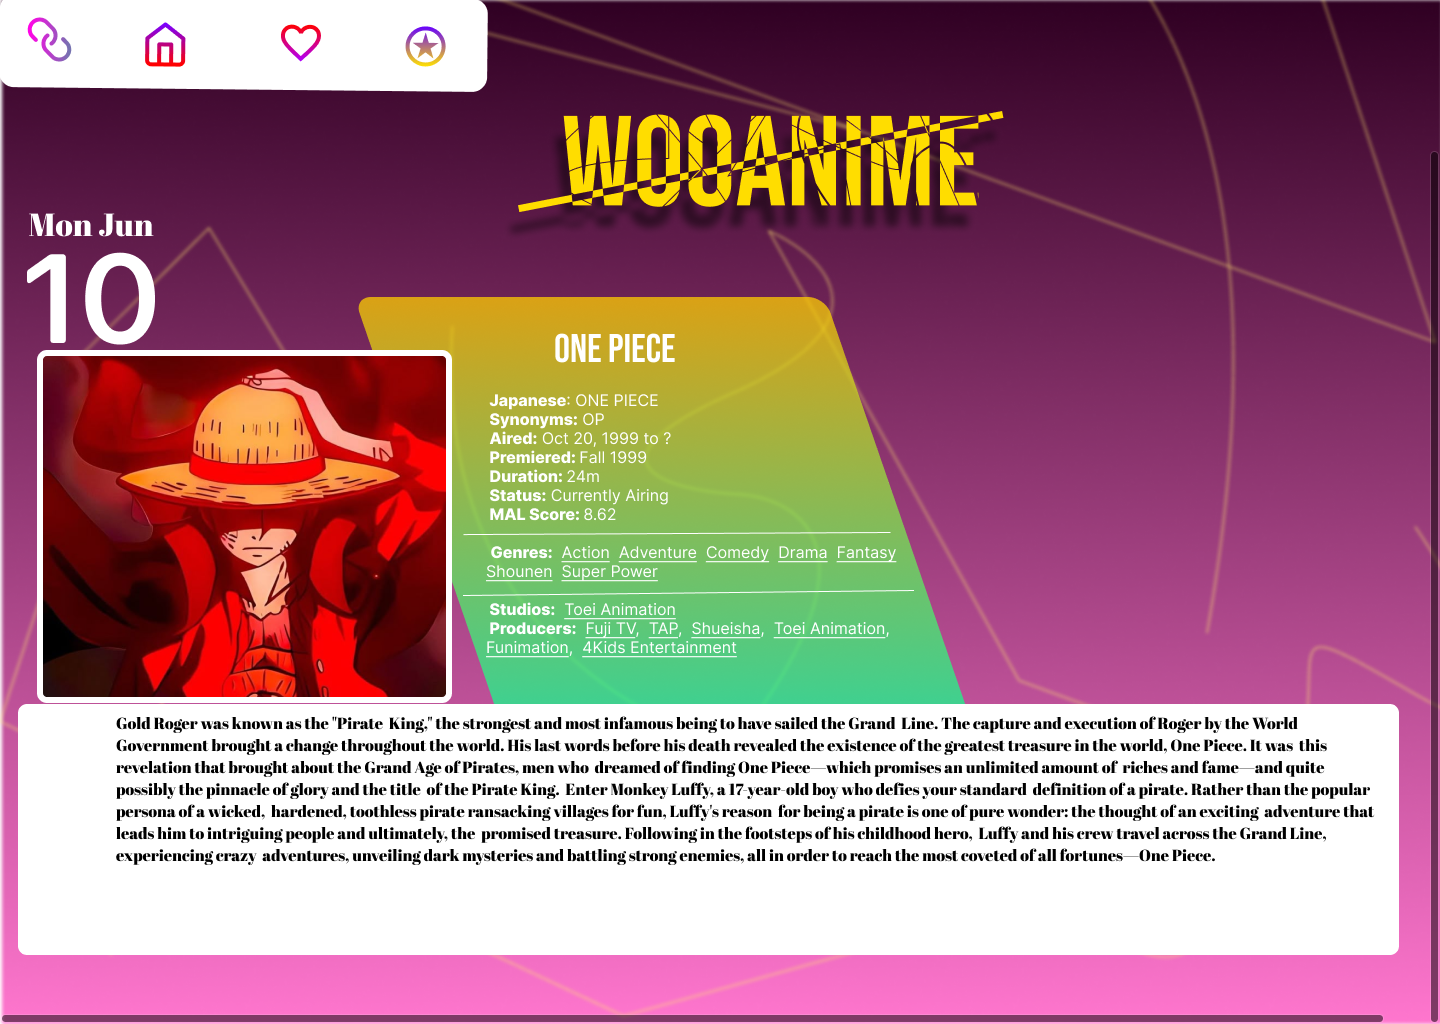 WOOANIME
Mon Jun
10
ONE PIECE
Japanese: ONE PIECE
Synonyms: OP
Aired: Oct 20, 1999 to ?
Premiered: Fall 1999
Duration: 24m
Status: Currently Airing
MAL Score: 8.62
Genres: Action Adventure Comedy Drama Fantasy
Shounen Super Power
Studios: Toei Animation
Producers: Fuji TV, TAP, Shueisha, Toei Animation,
Funimation, 4Kids Entertainment
Gold Roger was known as the "Pirate King," the strongest and most infamous being to have sailed the Grand Line. The capture and execution of Roger by the World
Government brought a change throughout the world. His last words before his death revealed the existence of the greatest treasure in the world, One Piece. It was this
revelation that brought about the Grand Age of Pirates, men who dreamed of finding One Piece—which promises an unlimited amount of riches and fame—and quite
possibly the pinnacle of glory and the title of the Pirate King. Enter Monkey Luffy, a 17-year-old boy who defies your standard definition of a pirate. Rather than the popular
persona of a wicked, hardened, toothless pirate ransacking villages for fun, Luffy's reason for being a pirate is one of pure wonder: the thought of an exciting adventure that
leads him to intriguing people and ultimately, the promised treasure. Following in the footsteps of his childhood hero, Luffy and his crew travel across the Grand Line,
experiencing crazy adventures, unveiling dark mysteries and battling strong enemies, all in order to reach the most coveted of all fortunes—One Piece.